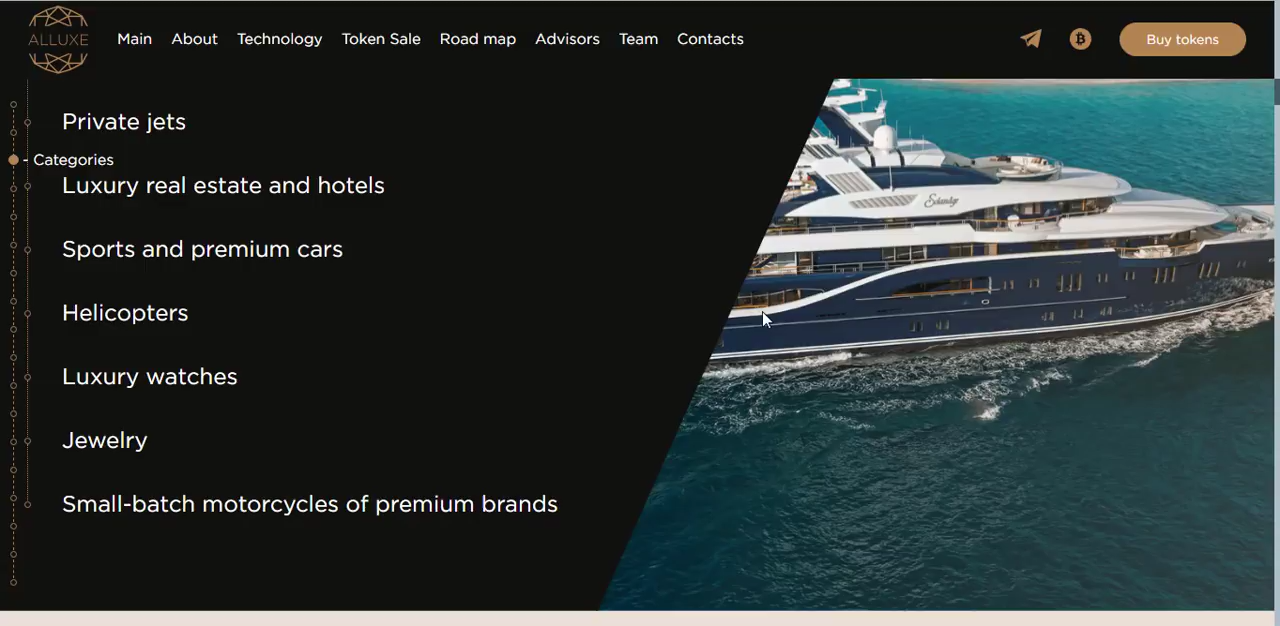 ALLUXE
Main About Technology Token Sale Road map Advisors Team Contacts
Buy tokens
Private jets
Categories
Luxury real estate and hotels
Sports and premium cars
Helicopters
Luxury watches
Jewelry
Small-batch motorcycles of premium brands